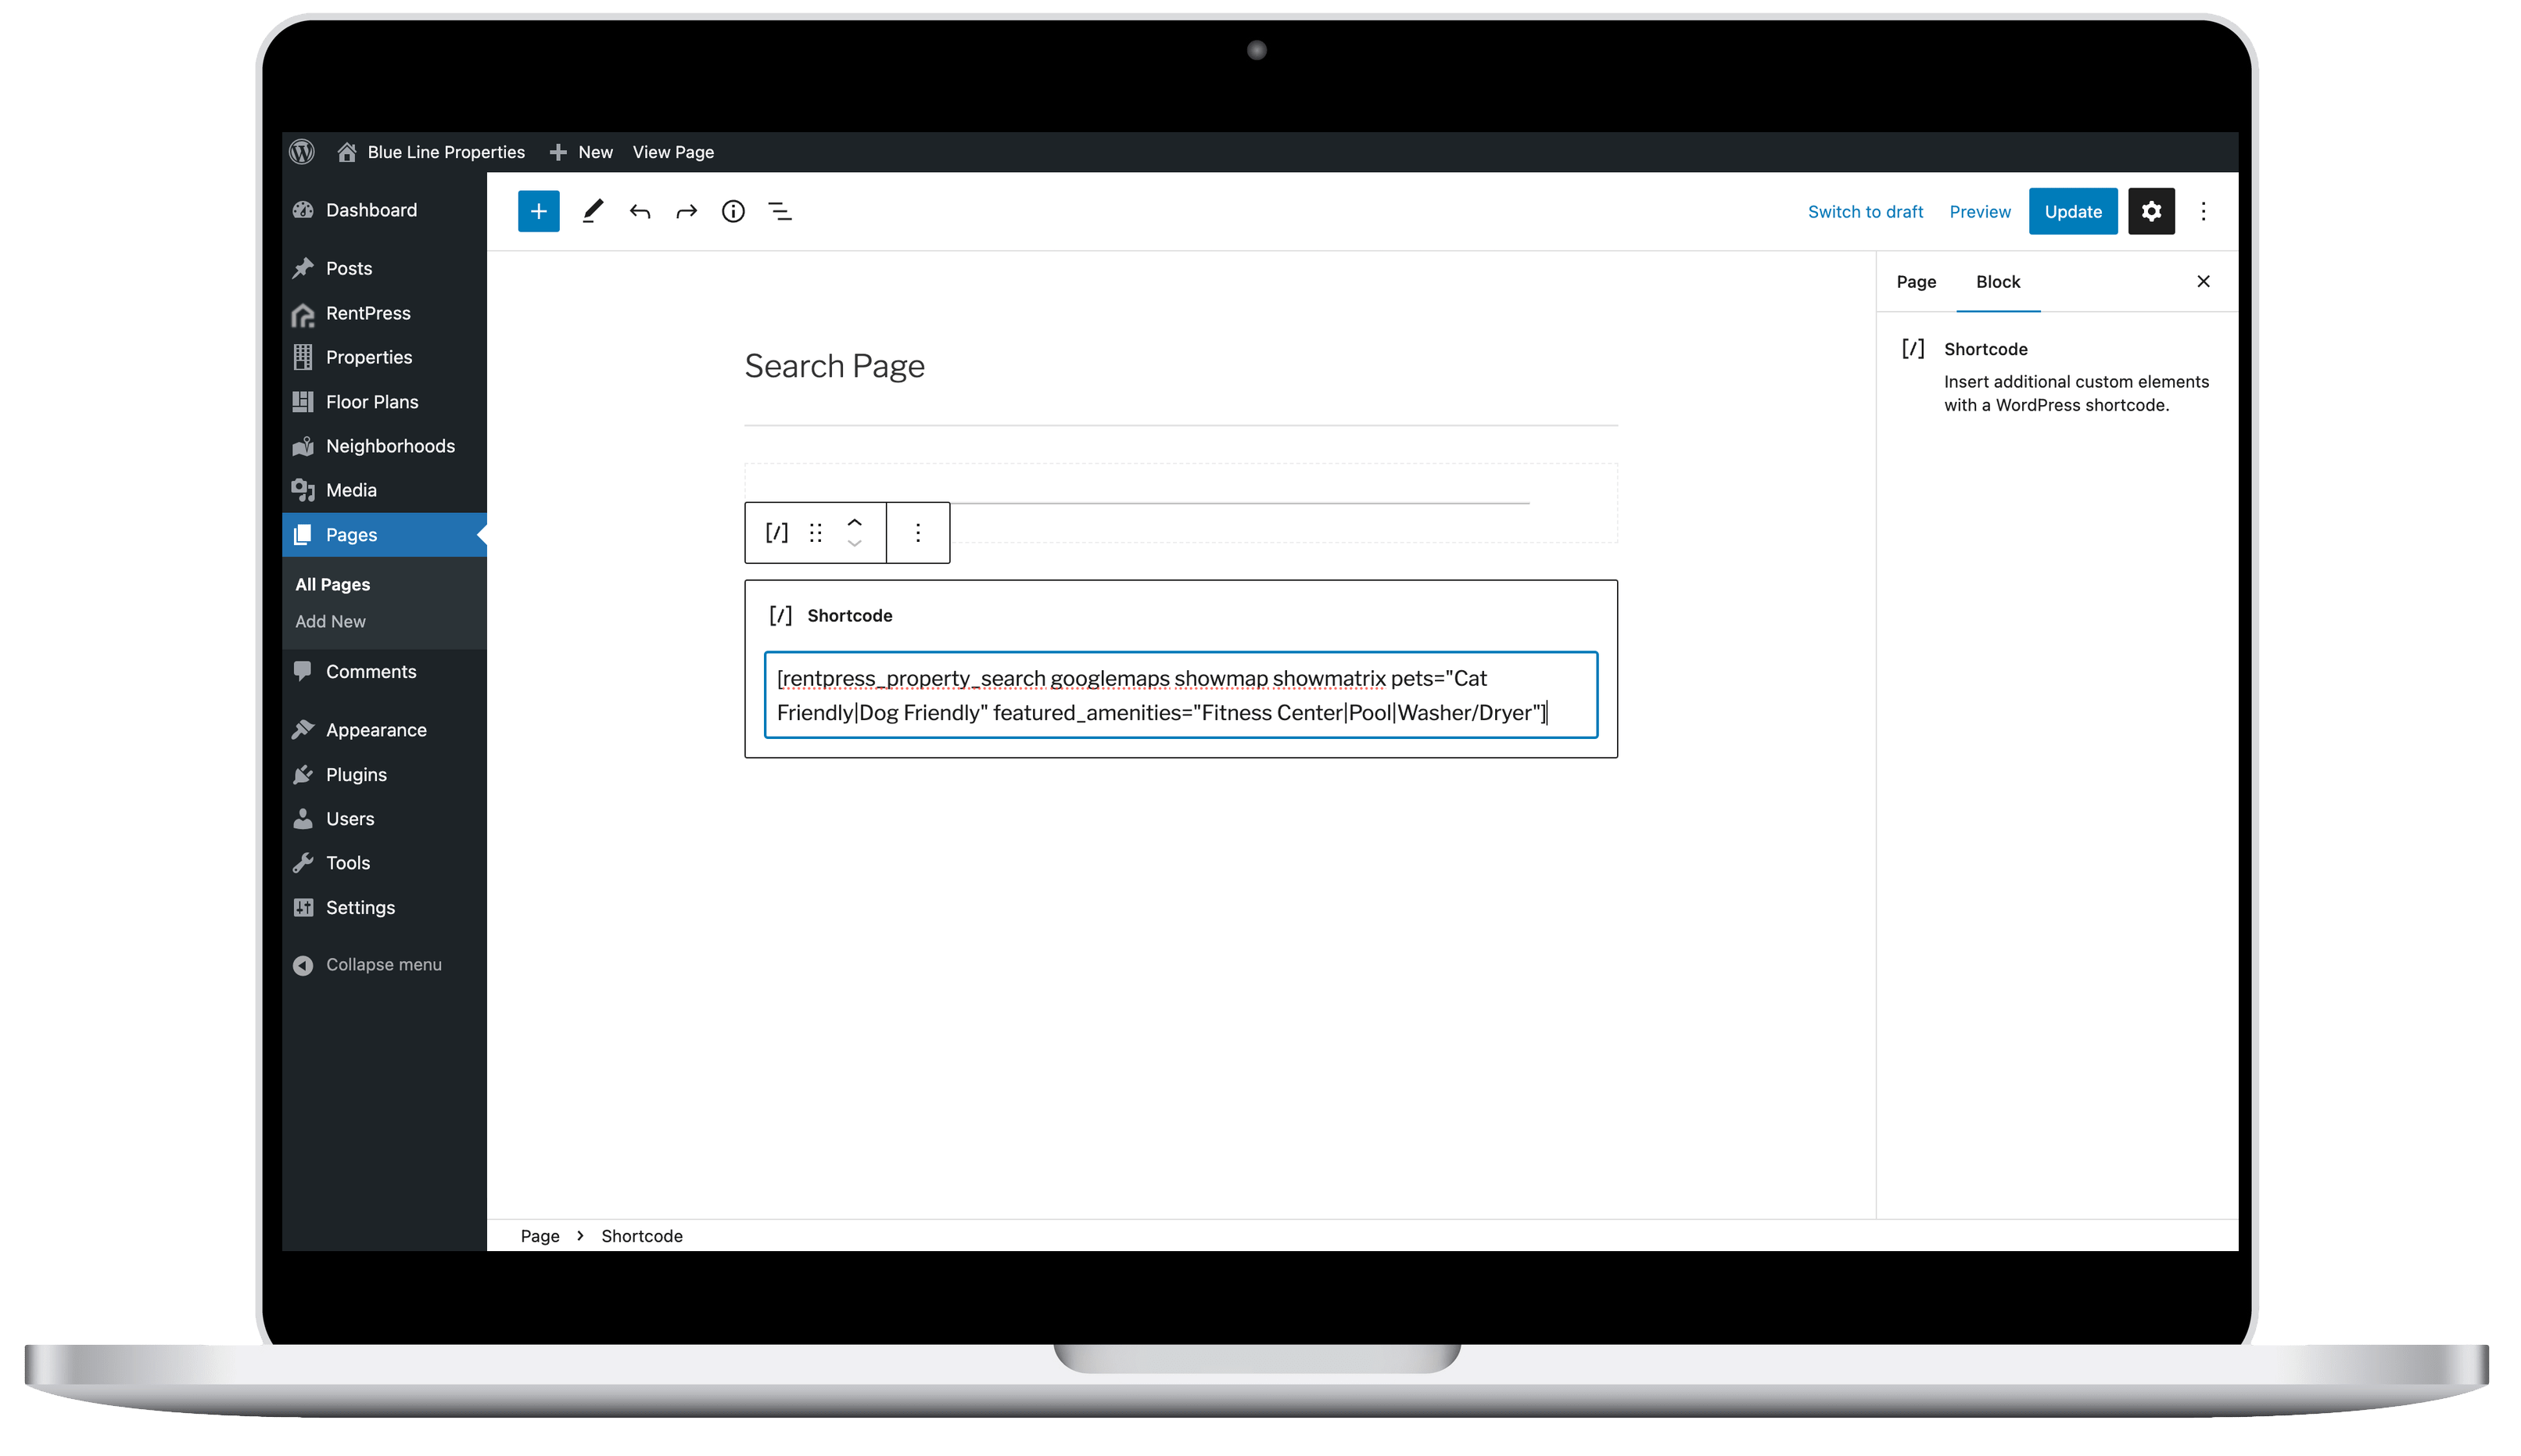 Blue Line Properties
New
View Page
Dashboard
Posts
RentPress
Properties
Floor Plans
Neighborhoods
Media
Pages
All Pages
Add New
Comments
Appearance
Plugins
Users
Tools
Settings
Collapse menu
Switch to draft
Preview
Update
Search Page
[/]
[/] Shortcode
[rentpress_property_search googlemaps showmap showmatrix pets="Cat
Friendly|Dog Friendly" featured_amenities="Fitness Center|Pool|Washer/Dryer"]
Page
Block
[/] Shortcode
Insert additional custom elements
with a WordPress shortcode.
Page > Shortcode